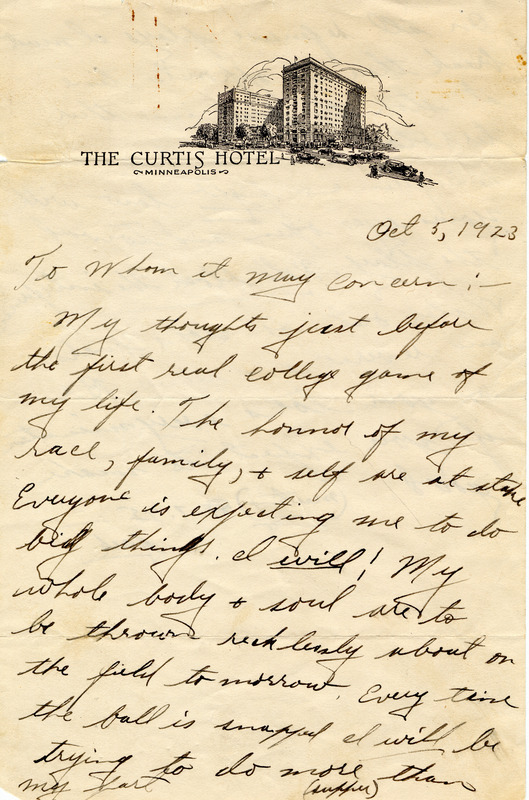 THE CURTIS HOTEL
MINNEAPOLIS
Oct 5, 1923
To Whom it may concern :-
My thoughts just before
the first real college game of
my life. The honnor of my
race, family, & self are at stake
Everyone is expecting me to do
big things. I will! My
whole body & soul are to
be thrown recklessly about on
the field tomorrow. Every time
the ball is snapped I will be
trying to do more than
my part
(supper)